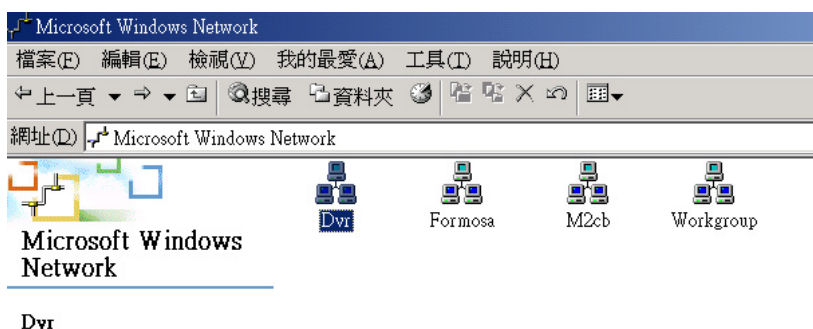 Microsoft Windows Network
檔案(F) 編輯(E) 檢視(V) 我的最愛(A) 工具(T) 說明(H)
上一頁 搜尋 資料夾
網址(D) Microsoft Windows Network
Dvr Formosa M2cb Workgroup
Microsoft Windows
Network
Dvr